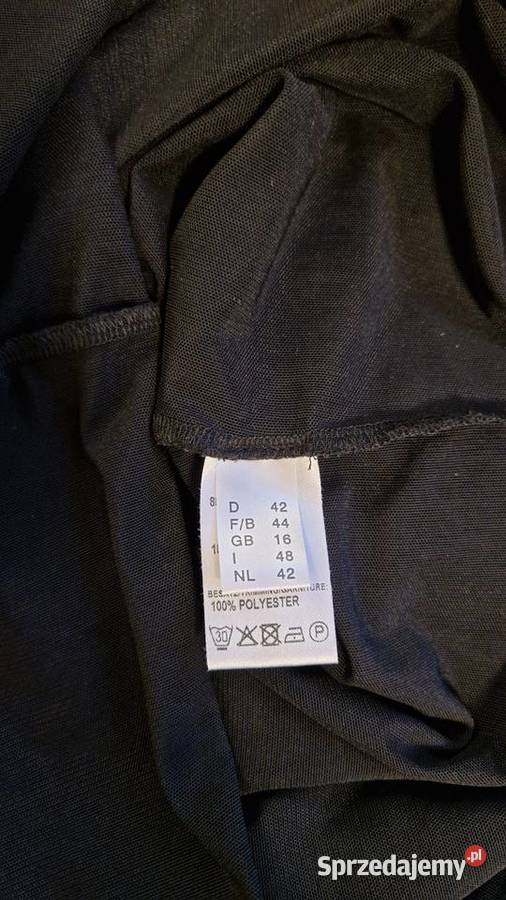 D 42
F/B 44
GB 16
I 48
NL 42
100% POLYESTER
30
P
Sprzedajemy.pl